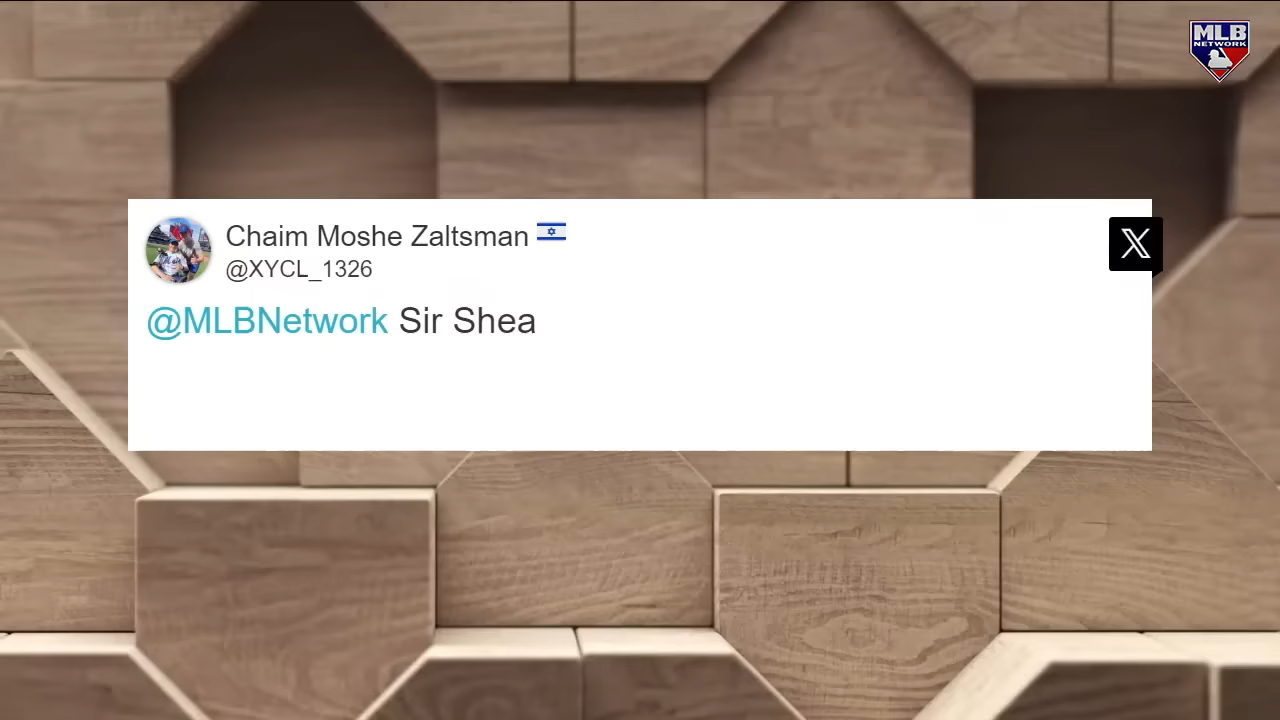 MLB
NETWORK
Chaim Moshe Zaltsman 🇮🇱
@XYCL_1326
@MLBNetwork Sir Shea